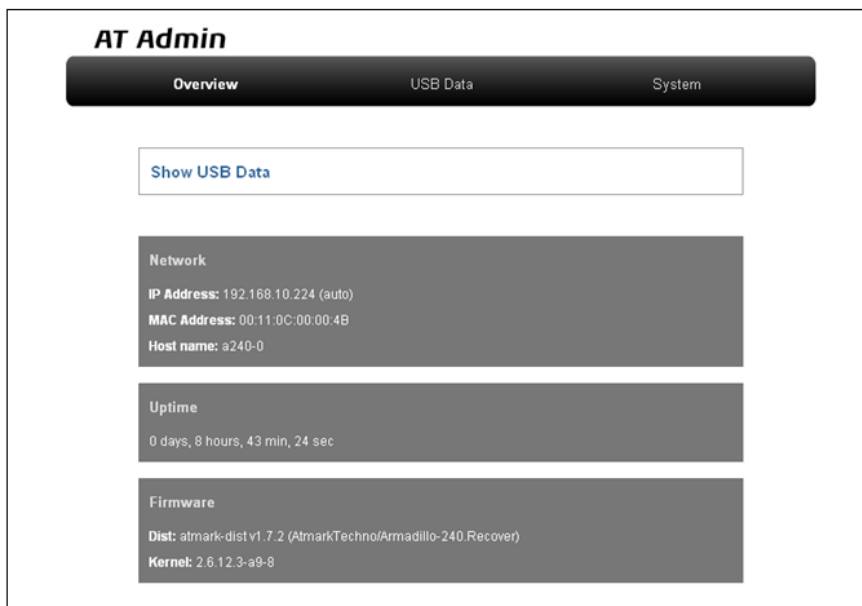 AT Admin
Overview USB Data System
Show USB Data
Network
IP Address: 192.168.10.224 (auto)
MAC Address: 00:11:0C:00:00:4B
Host name: a240-0
Uptime
0 days, 8 hours, 43 min, 24 sec
Firmware
Dist: atmark-dist v1.7.2 (AtmarkTechno/Armadillo-240.Recover)
Kernel: 2.6.12.3-a9-8